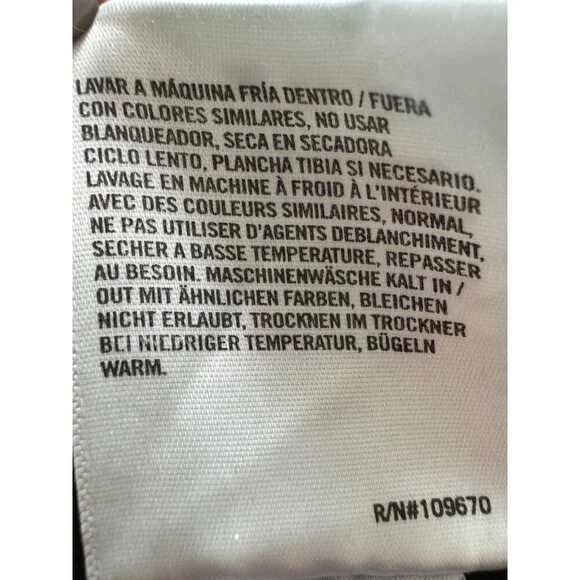 LAVAR A MÁQUINA FRÍA DENTRO / FUERA
CON COLORES SIMILARES, NO USAR
BLANQUEADOR, SECA EN SECADORA
CICLO LENTO, PLANCHA TIBIA SI NECESARIO.
LAVAGE EN MACHINE À FROID À L'INTÉRIEUR
AVEC DES COULEURS SIMILAIRES, NORMAL,
NE PAS UTILISER D'AGENTS DEBLANCHIMENT.
SECHER A BASSE TEMPERATURE, REPASSER
AU BESOIN. MASCHINENWÄSCHE KALT IN /
OUT MIT ÄHNLICHEN FARBEN, BLEICHEN
NICHT ERLAUBT, TROCKNEN IM TROCKNER
BEI NIEDRIGER TEMPERATUR, BÜGELN
WARM.
R/N#109670